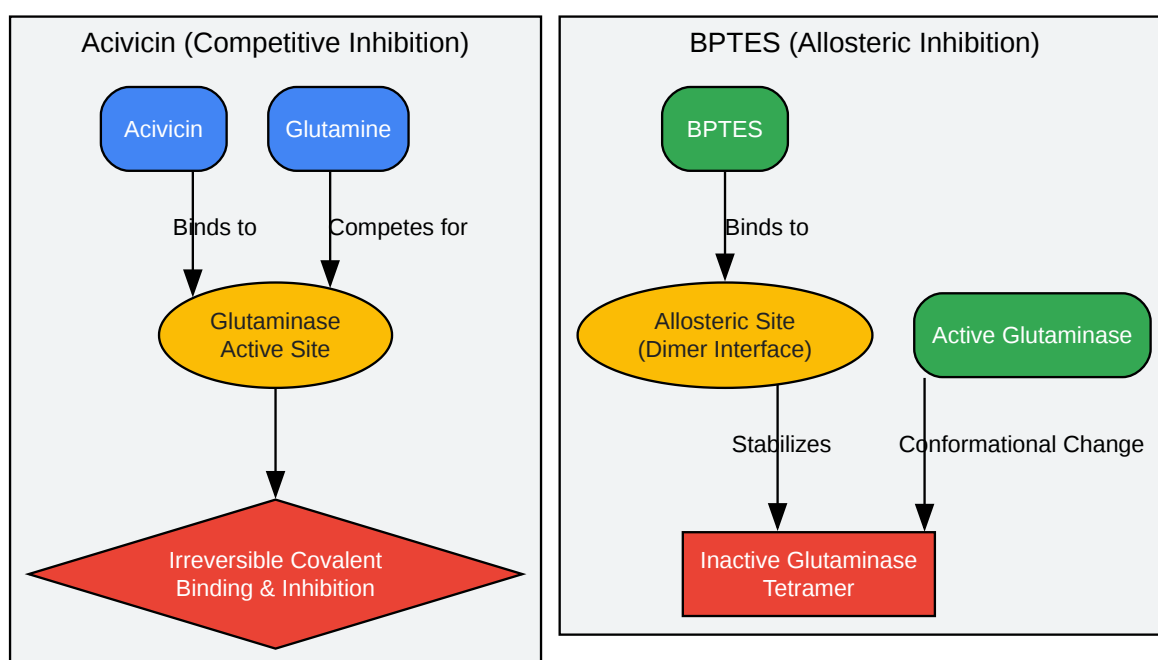 Acivicin (Competitive Inhibition)
Acivicin
Glutamine
Binds to
Competes for
Glutaminase
Active Site
Irreversible Covalent
Binding & Inhibition
BPTES (Allosteric Inhibition)
BPTES
Binds to
Allosteric Site
(Dimer Interface)
Active Glutaminase
Stabilizes
Conformational Change
Inactive Glutaminase
Tetramer